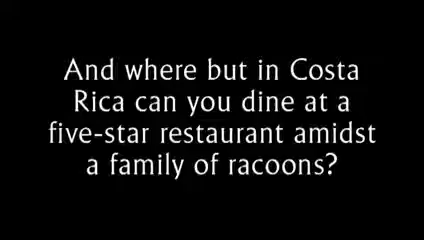 And where but in Costa
Rica can you dine at a
five-star restaurant amidst
a family of racoons?